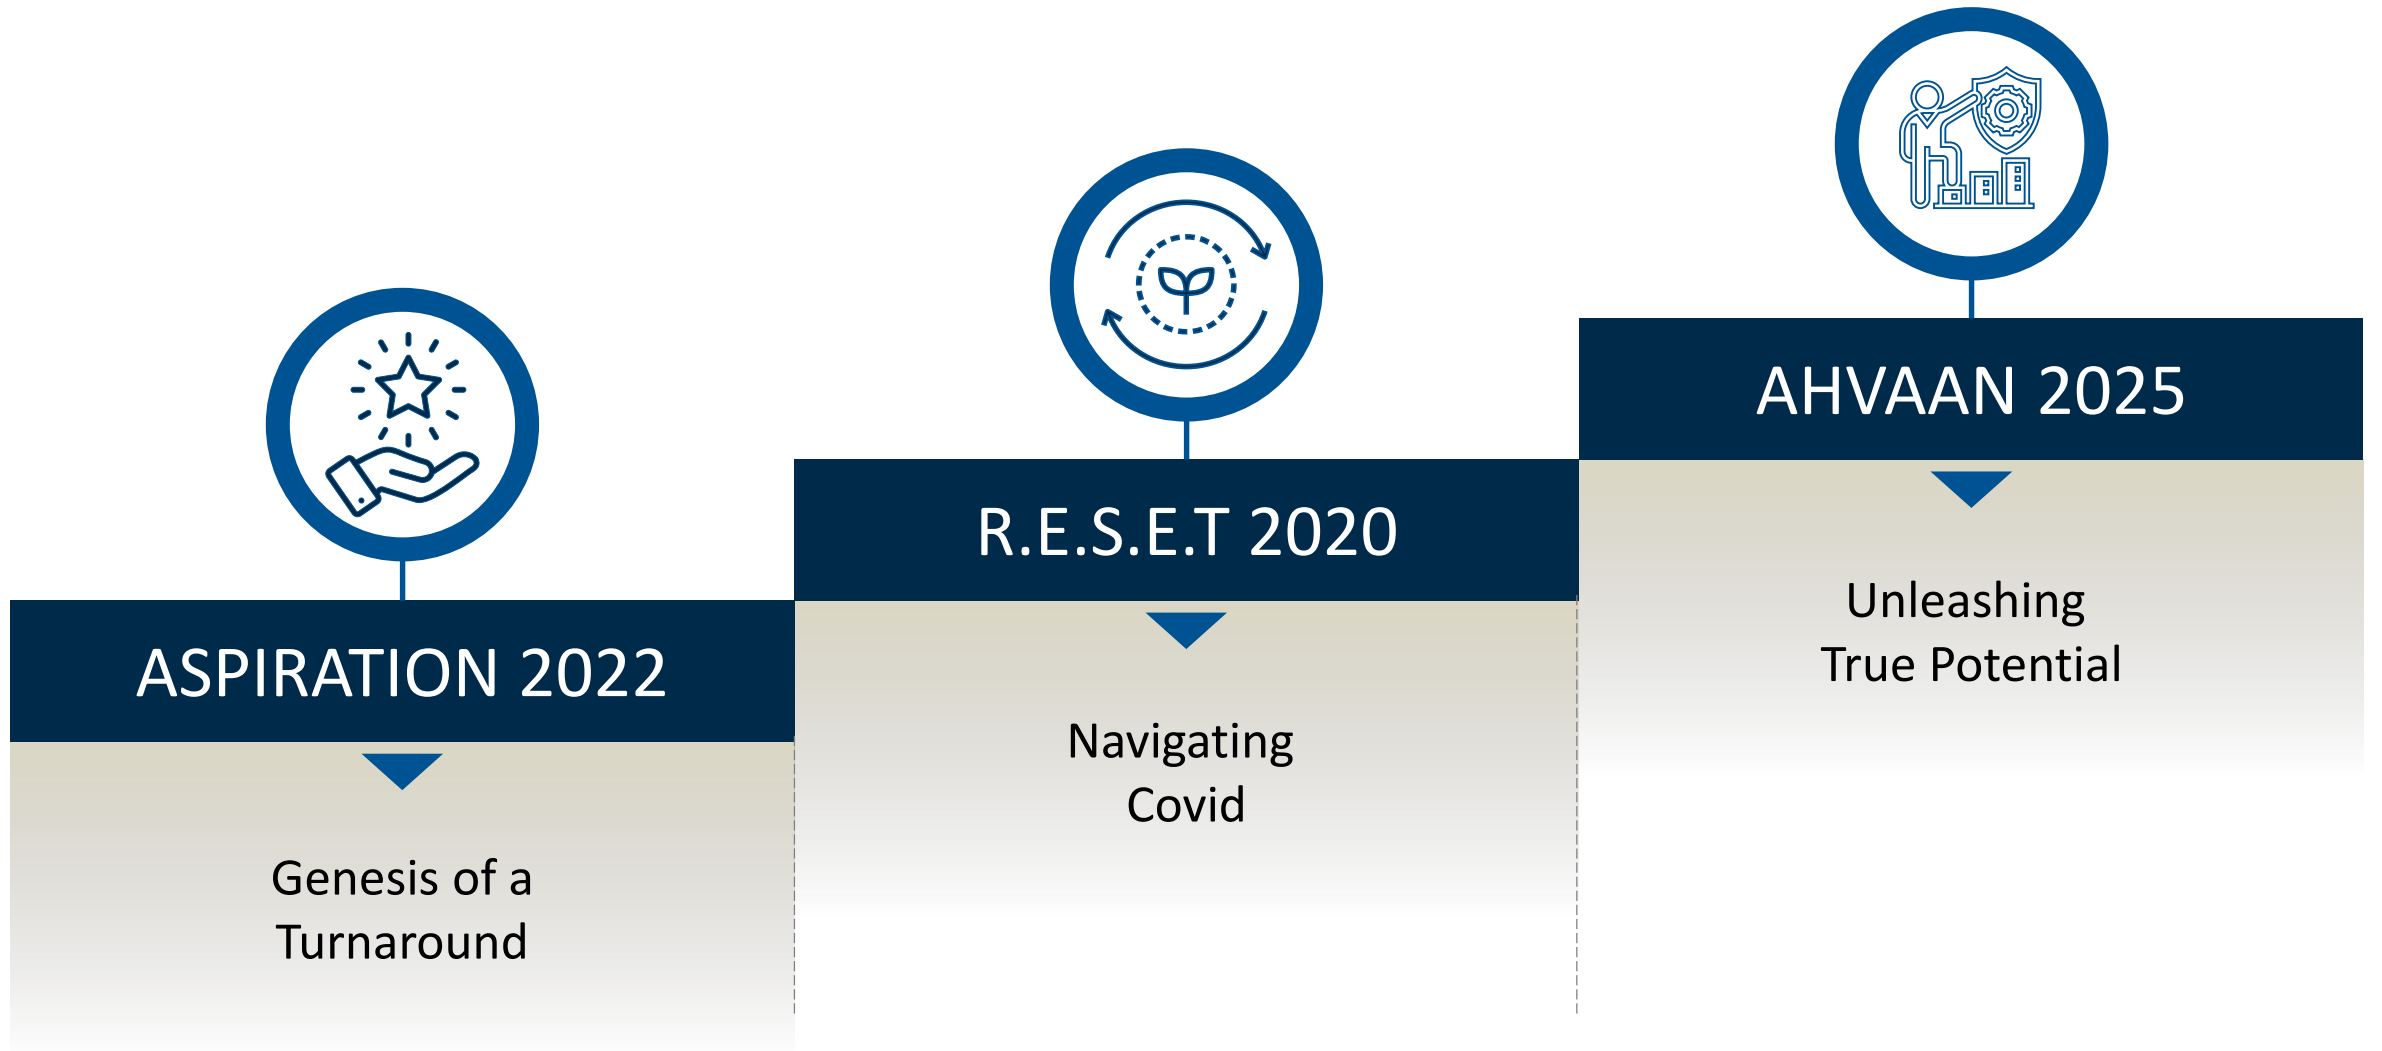 ASPIRATION 2022
Genesis of a
Turnaround
R.E.S.E.T 2020
Navigating
Covid
AHVAAN 2025
Unleashing
True Potential